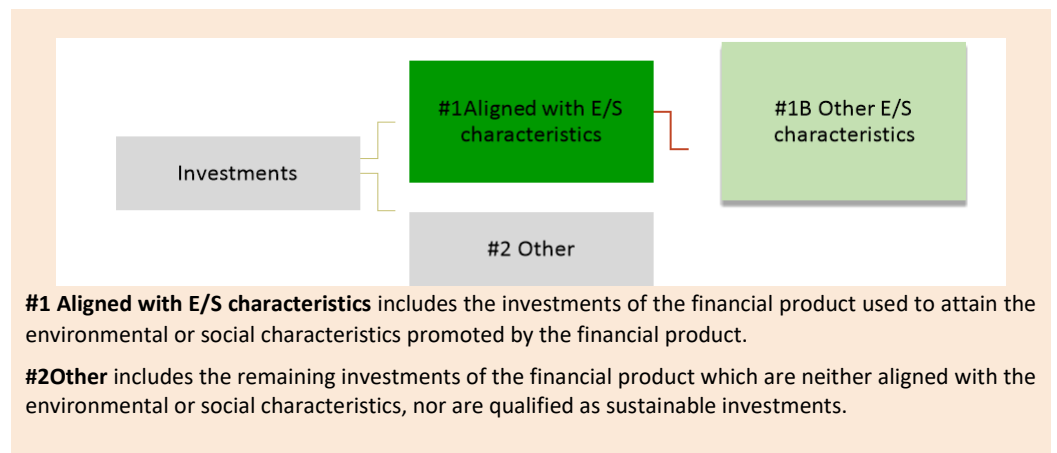 #1Aligned with E/S
characteristics
#1B Other E/S
characteristics
Investments
#2 Other
#1 Aligned with E/S characteristics includes the investments of the financial product used to attain the
environmental or social characteristics promoted by the financial product.
#2Other includes the remaining investments of the financial product which are neither aligned with the
environmental or social characteristics, nor are qualified as sustainable investments.